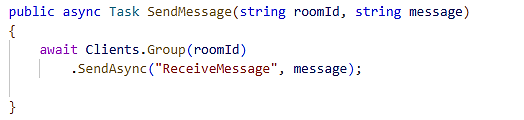 public async Task SendMessage(string roomId, string message)
{
    await Clients.Group(roomId)
        .SendAsync("ReceiveMessage", message);
}